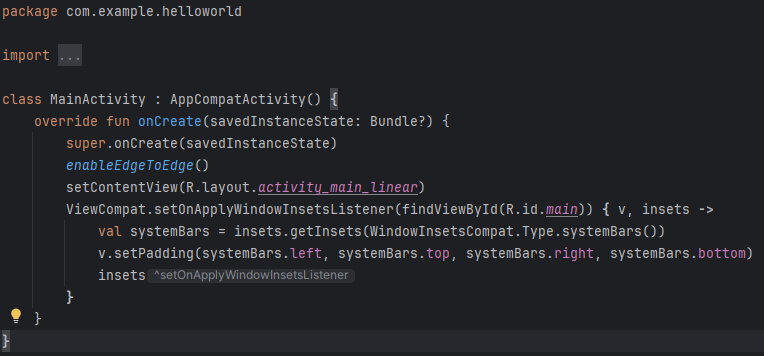 package com.example.helloworld
import ...
class MainActivity : AppCompatActivity() {
override fun onCreate(savedInstanceState: Bundle?) {
super.onCreate(savedInstanceState)
enableEdgeToEdge()
setContentView(R.layout.activity_main_linear)
ViewCompat.setOnApplyWindowInsetsListener(findViewById(R.id.main)) { v, insets ->
val systemBars = insets.getInsets(WindowInsetsCompat.Type.systemBars())
v.setPadding(systemBars.left, systemBars.top, systemBars.right, systemBars.bottom)
insets ^setOnApplyWindowInsetsListener
}
}
}